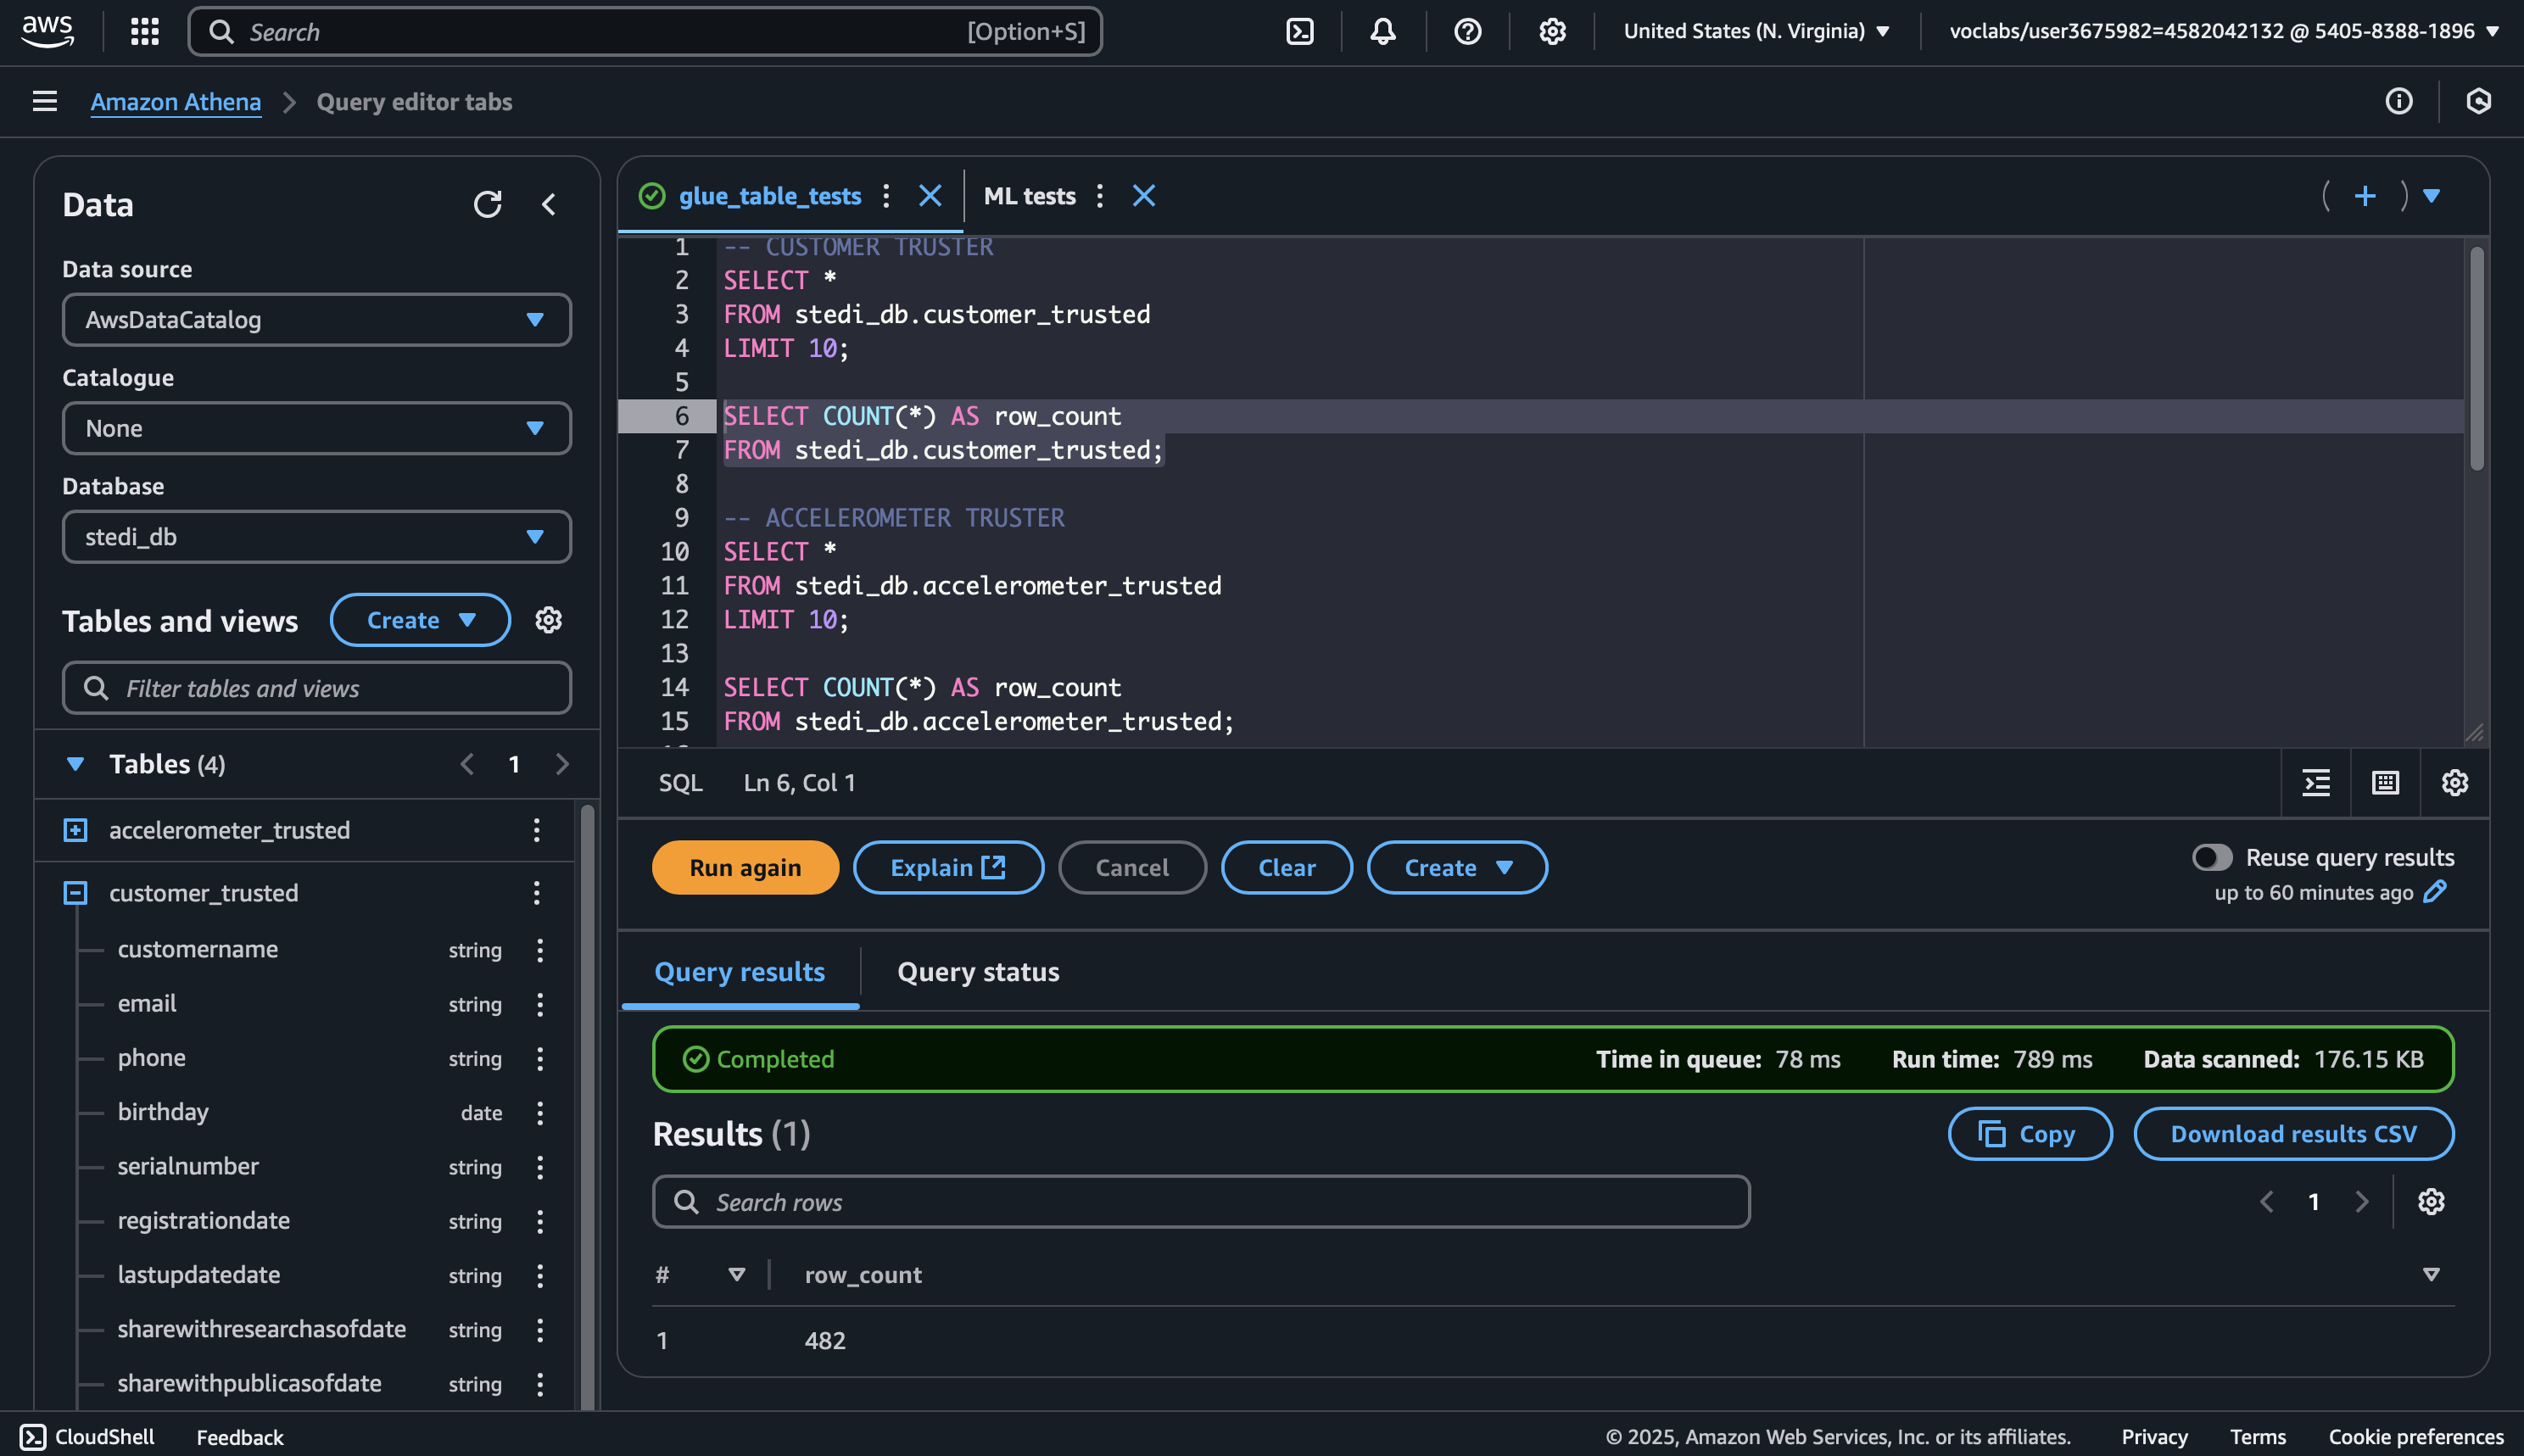 aws
Search [Option+S]
United States (N. Virginia)
voclabs/user3675982=4582042132 @ 5405-8388-1896
Amazon Athena
Query editor tabs
Data
Data source
AwsDataCatalog
Catalogue
None
Database
stedi_db
Tables and views
Create
Filter tables and views
Tables (4)
1
accelerometer_trusted
customer_trusted
customername string
email string
phone string
birthday date
serialnumber string
registrationdate string
lastupdatedate string
sharewithresearchasofdate string
sharewithpublicasofdate string
glue_table_tests
ML tests
1 -- CUSTOMER TRUSTER
2 SELECT *
3 FROM stedi_db.customer_trusted
4 LIMIT 10;
5
6 SELECT COUNT(*) AS row_count
7 FROM stedi_db.customer_trusted;
8
9 -- ACCELEROMETER TRUSTER
10 SELECT *
11 FROM stedi_db.accelerometer_trusted
12 LIMIT 10;
13
14 SELECT COUNT(*) AS row_count
15 FROM stedi_db.accelerometer_trusted;
SQL Ln 6, Col 1
Run again
Explain
Cancel
Clear
Create
Reuse query results
up to 60 minutes ago
Query results
Query status
Completed
Time in queue: 78 ms
Run time: 789 ms
Data scanned: 176.15 KB
Results (1)
Copy
Download results CSV
Search rows
1
# row_count
1 482
CloudShell
Feedback
© 2025, Amazon Web Services, Inc. or its affiliates.
Privacy
Terms
Cookie preferences